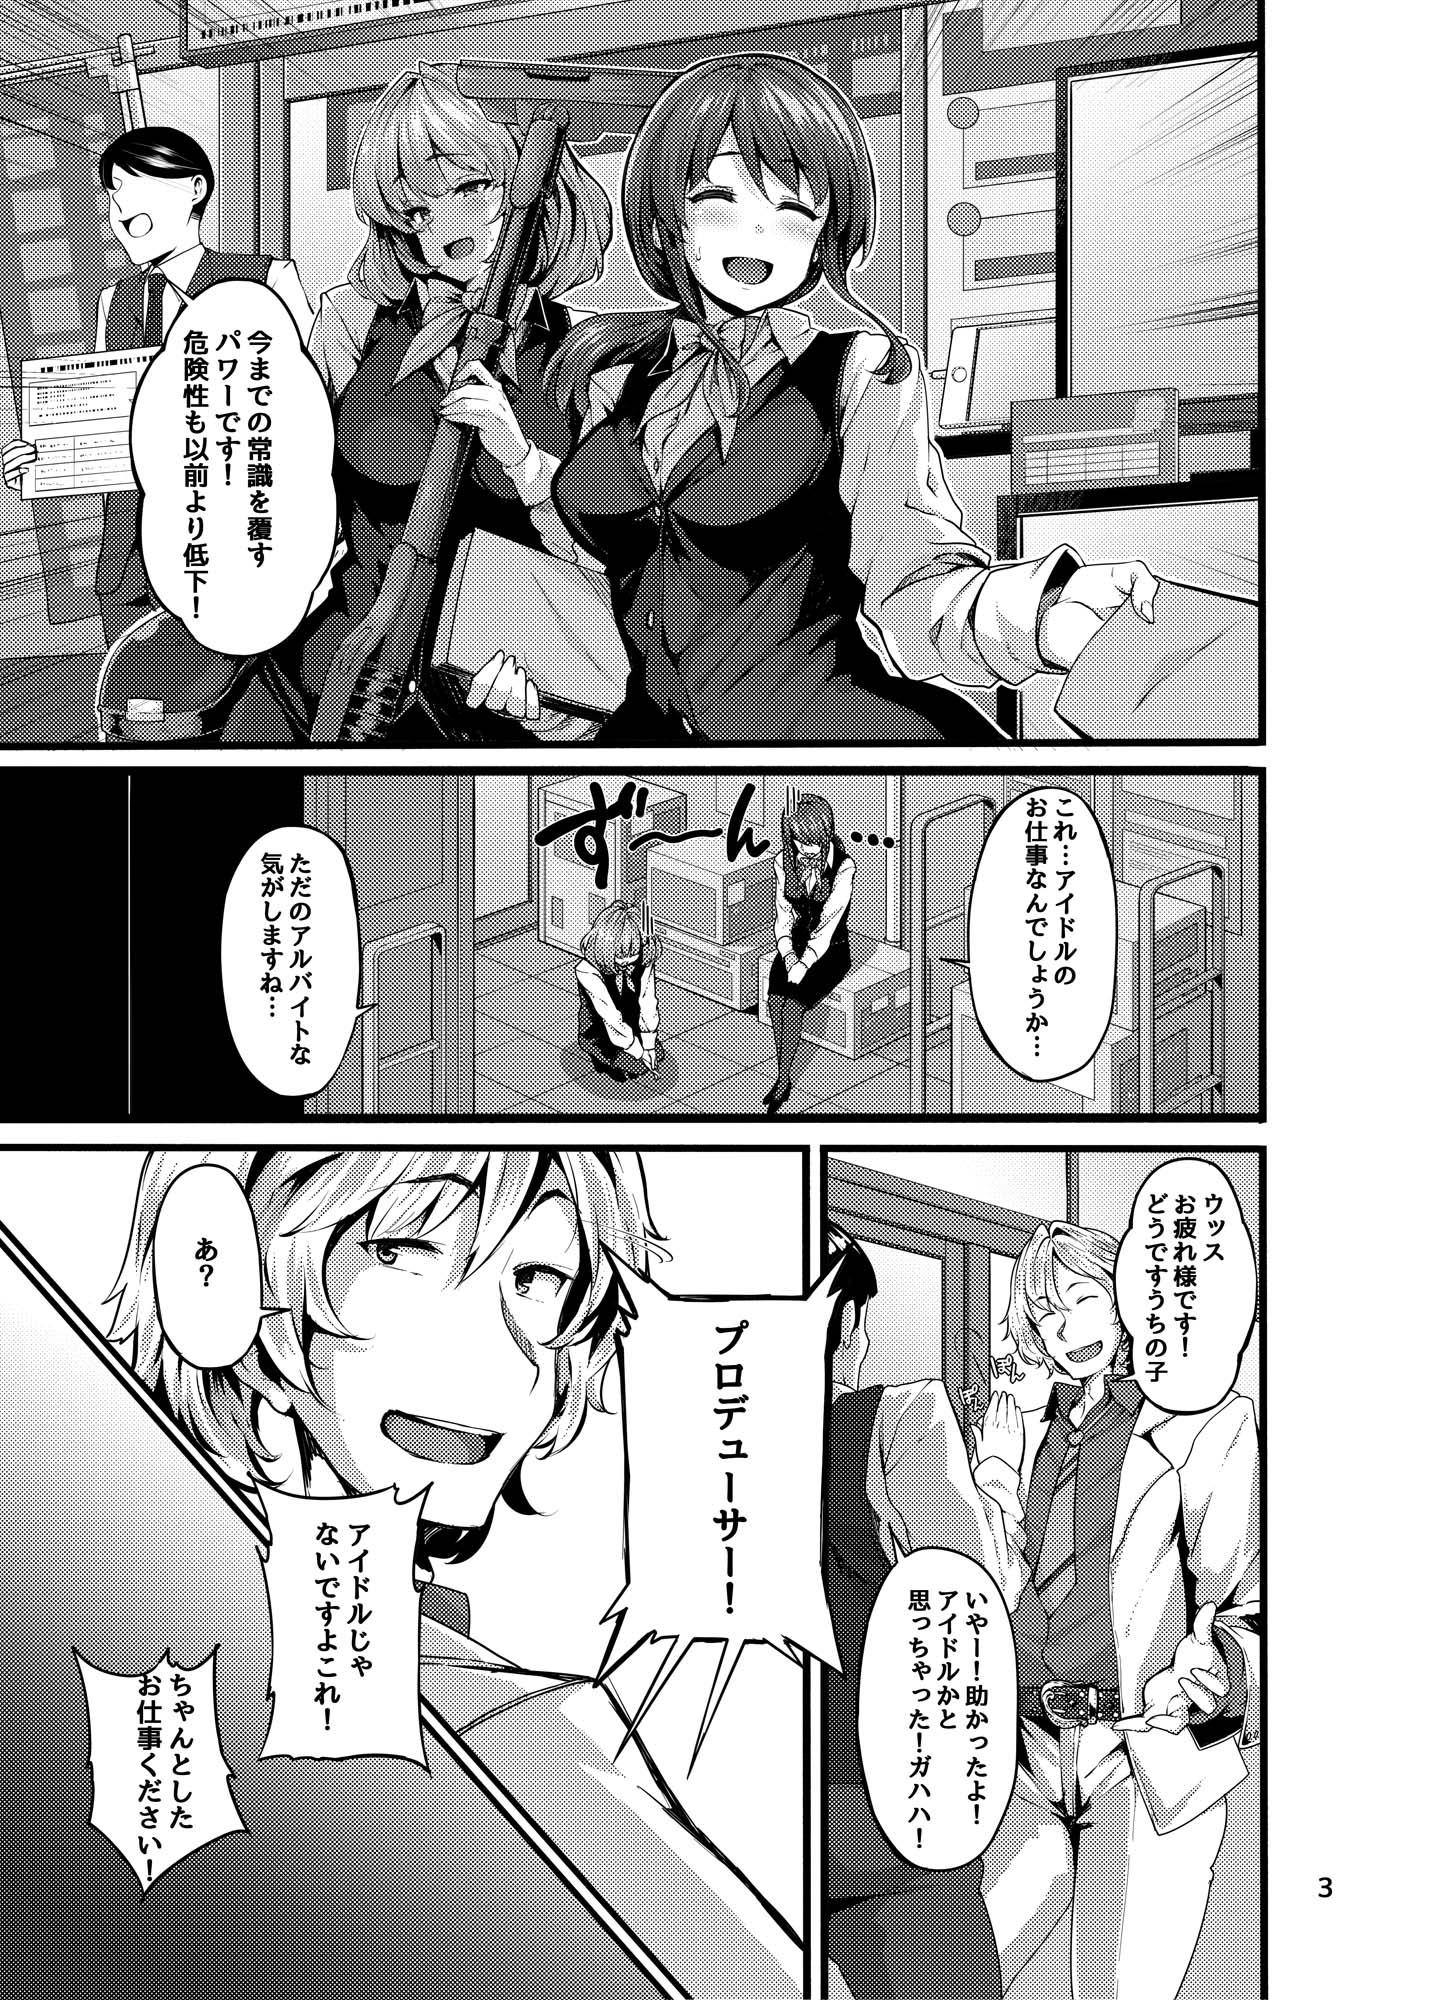 今までの常識を覆す
パワーです！
危険性も以前より低下！
これ…アイドルの
お仕事なんでしょうか…
ず〜〜ん…
ただのアルバイトな
気がしますね…
ウッス
お疲れ様です！
どうですうちの子
ぽん
ぽん
いやー！助かったよ！
アイドルかと
思っちゃった！ガハハ！
プロデューサー！
あ？
アイドルじゃ
ないですよこれ！
ちゃんとした
お仕事ください！
3